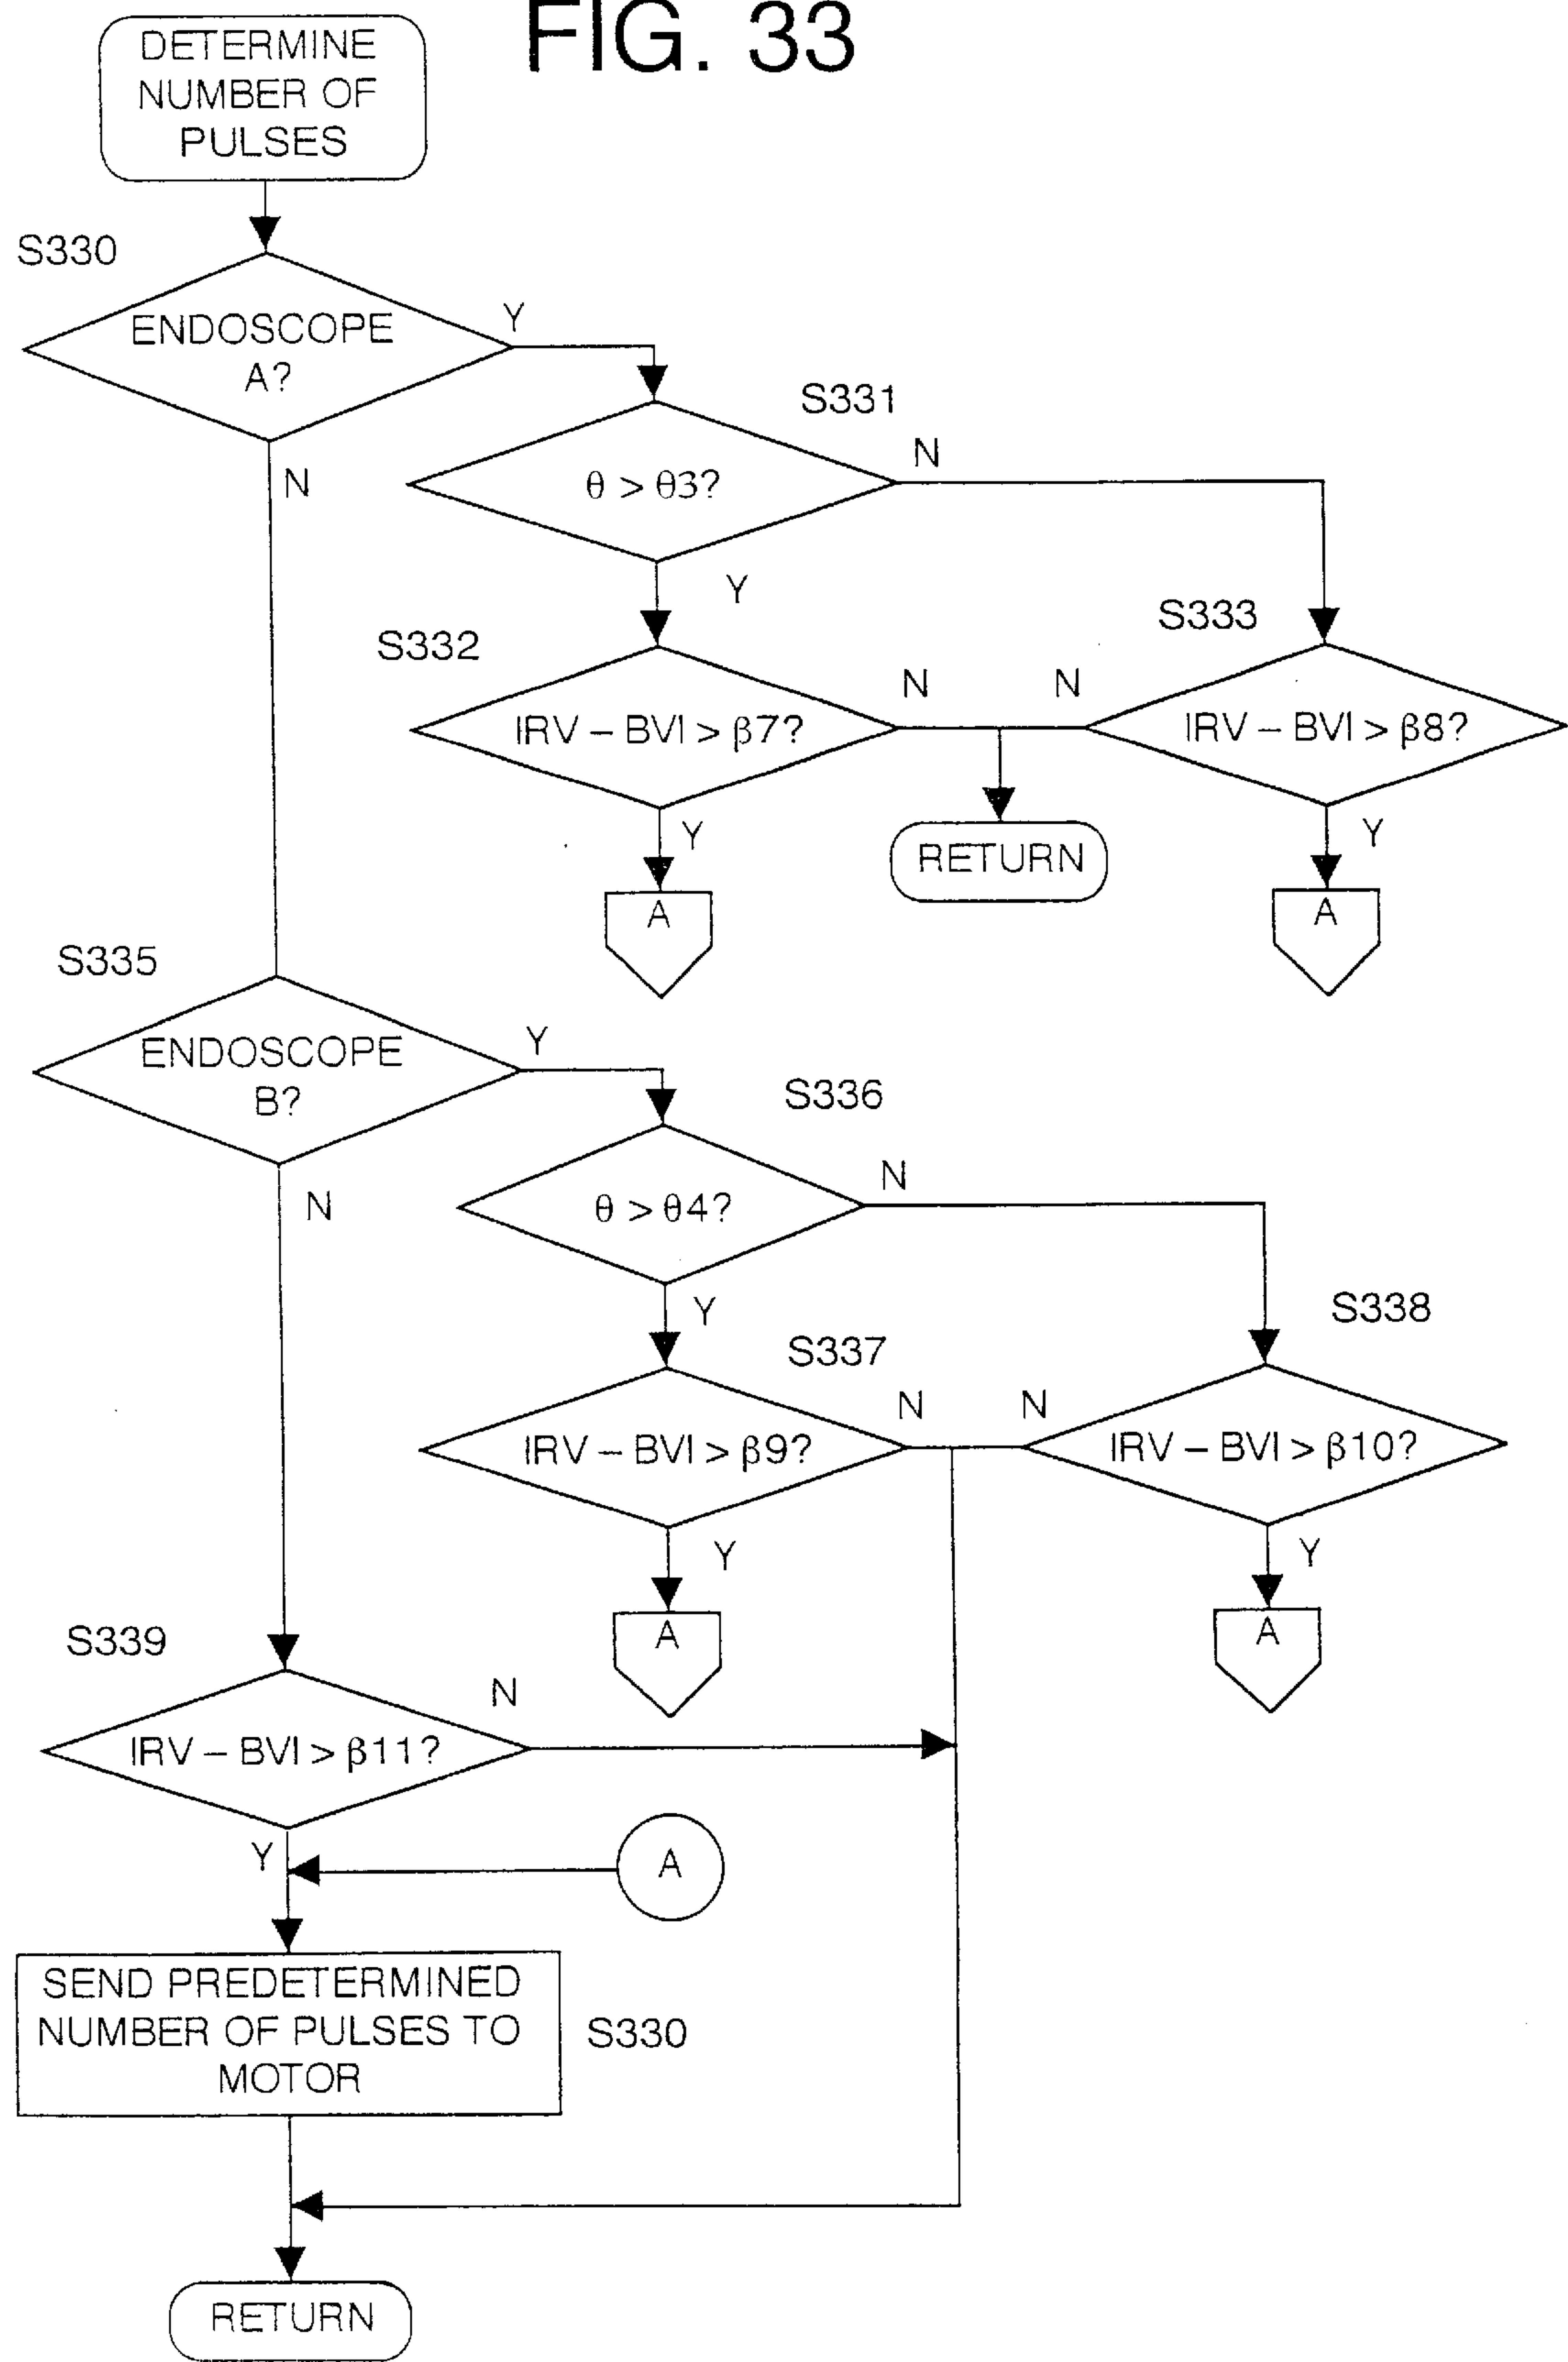 FIG. 33
DETERMINE
NUMBER OF
PULSES
S330
ENDOSCOPE
A?
Y
N
S331
θ > θ3?
N
Y
S332
IRV – BVI > β7?
N
Y
A
S333
IRV – BVI > β8?
N
Y
A
RETURN
S335
ENDOSCOPE
B?
Y
N
S336
θ > θ4?
N
Y
S337
IRV – BVI > β9?
N
Y
A
S338
IRV – BVI > β10?
N
Y
A
S339
IRV – BVI > β11?
N
Y
A
SEND PREDETERMINED
NUMBER OF PULSES TO
MOTOR
S330
RETURN